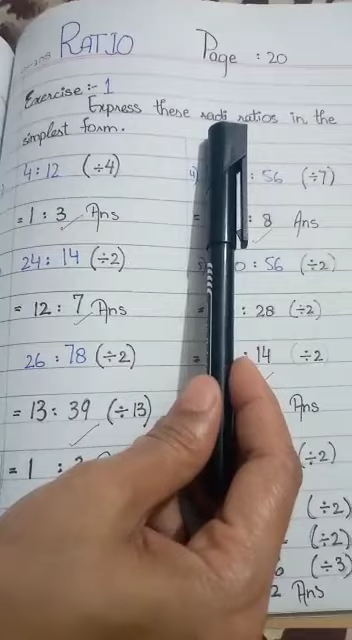 RATIO
Page : 20
Exercise :- 1
Express these radi ratios in the
simplest form.
4 : 12 (÷4)
= 1 : 3 Ans
24 : 14 (÷2)
= 12 : 7 Ans
26 : 78 (÷2)
= 13 : 39 (÷13)
= 1 :
: 56 (÷7)
: 8 Ans
0 : 56 (÷2)
: 28 (÷2)
: 14 (÷2
Ans
(÷2)
(÷2)
(÷2)
(÷3)
2 Ans